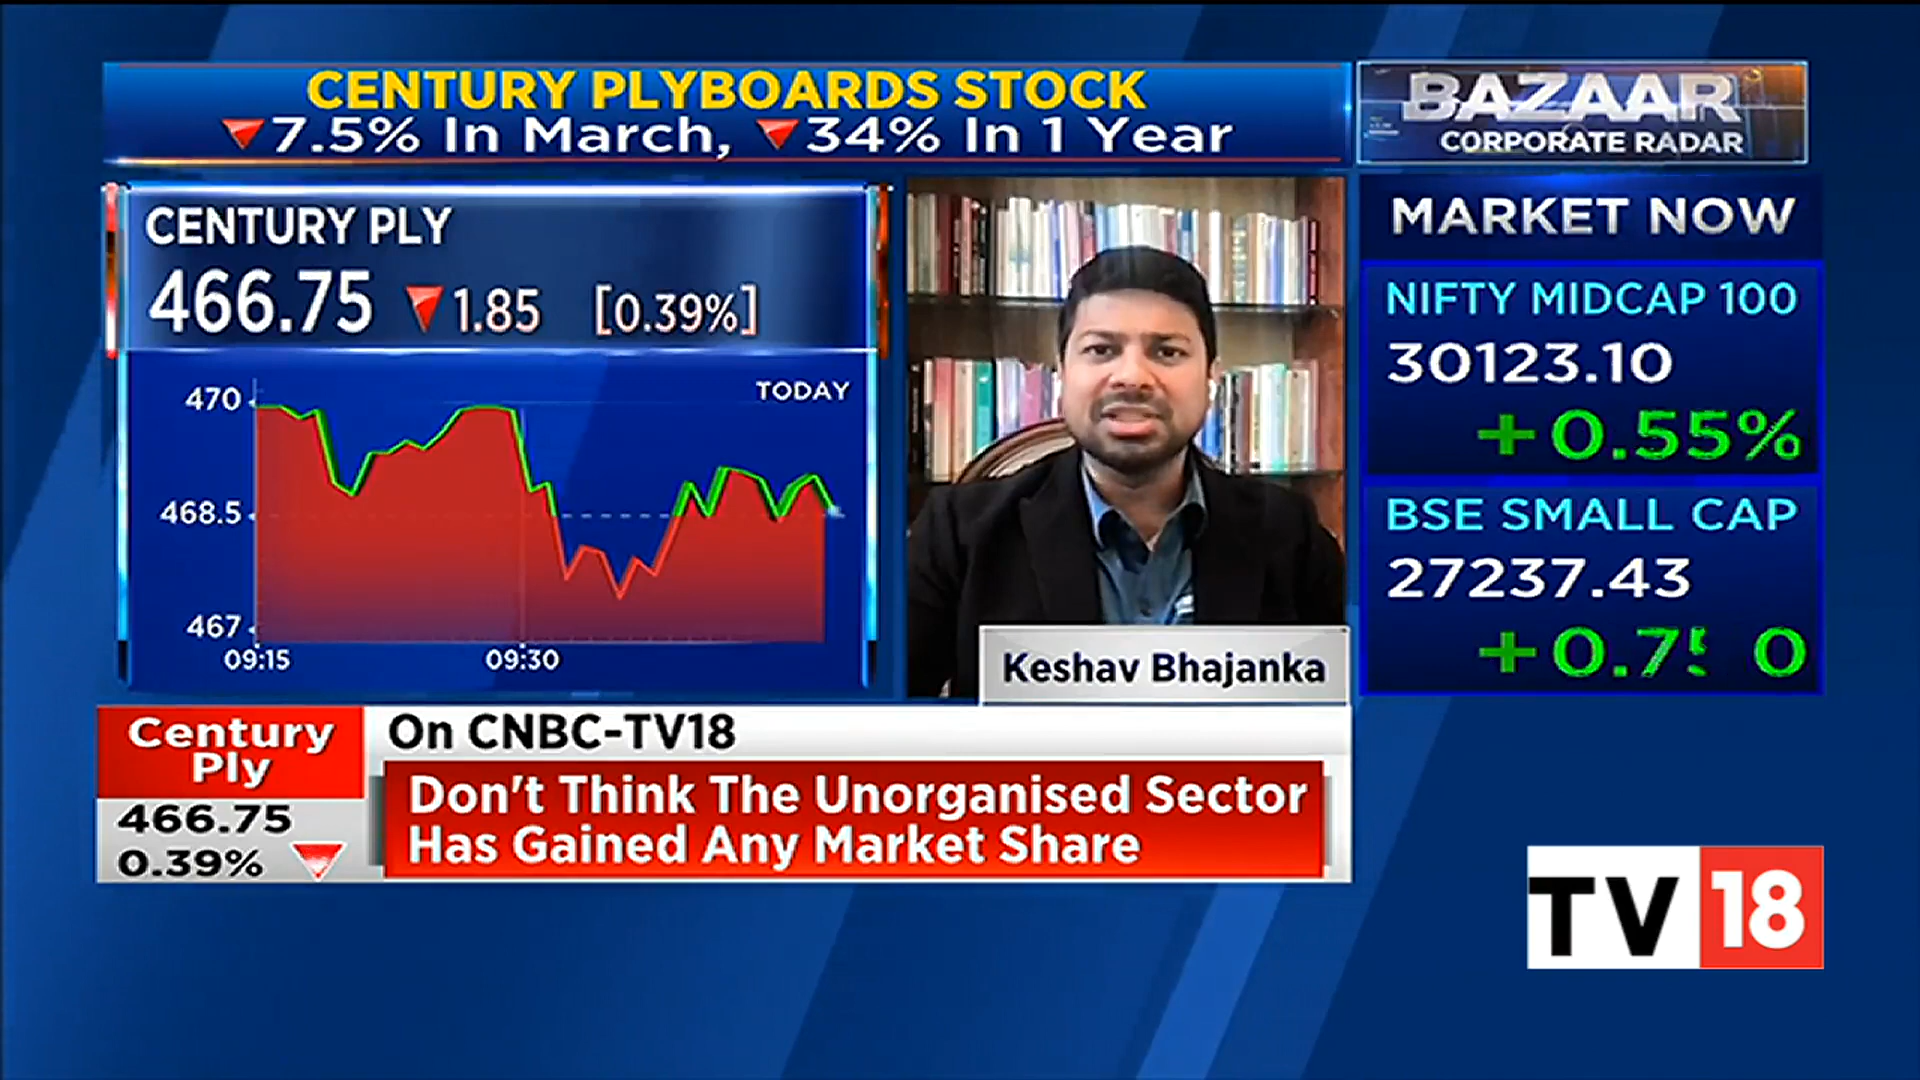 CENTURY PLYBOARDS STOCK
▼7.5% In March, ▼34% In 1 Year
BAZAAR
CORPORATE RADAR
CENTURY PLY
466.75 ▼1.85 [0.39%]
TODAY
470
468.5
467
09:15 09:30
Keshav Bhajanka
MARKET NOW
NIFTY MIDCAP 100
30123.10
+0.55%
BSE SMALL CAP
27237.43
Century
Ply
466.75
0.39% ▼
On CNBC-TV18
Don't Think The Unorganised Sector
Has Gained Any Market Share
TV18